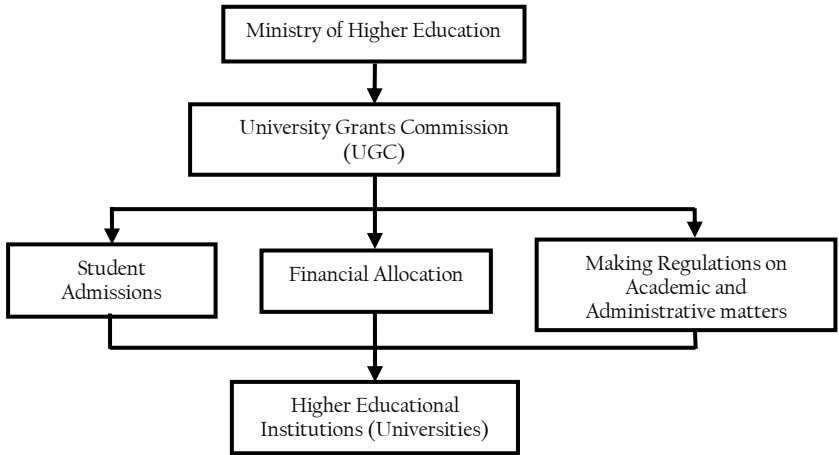 Ministry of Higher Education
University Grants Commission
(UGC)
Student
Admissions
Financial Allocation
Making Regulations on
Academic and
Administrative matters
Higher Educational
Institutions (Universities)